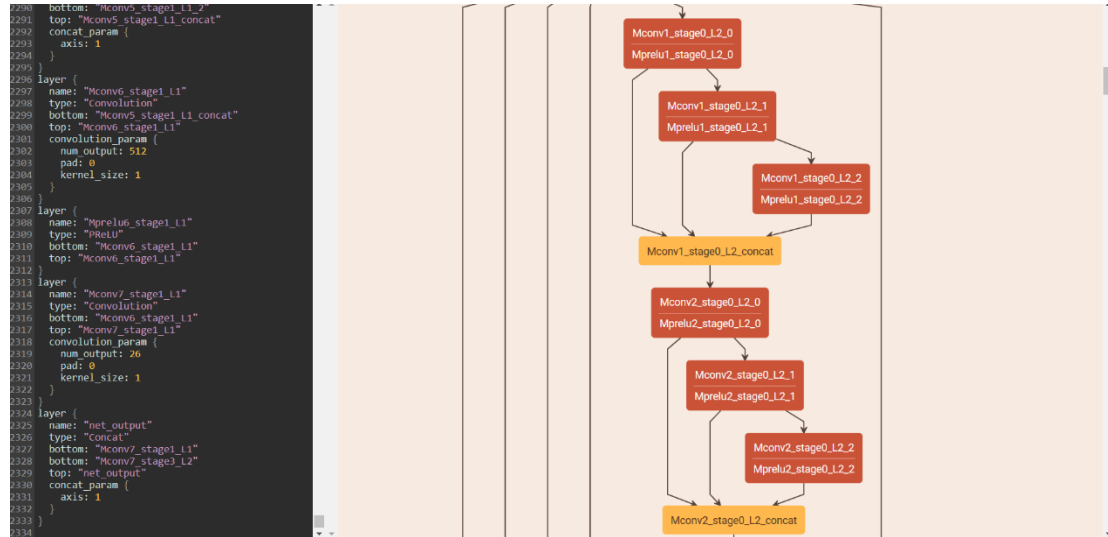 2290 bottom: "Mconv5_stage1_L1_2"
2291 top: "Mconv5_stage1_L1_concat"
2292 concat_param {
2293 axis: 1
2294 }
2295 }
2296 layer {
2297 name: "Mconv6_stage1_L1"
2298 type: "Convolution"
2299 bottom: "Mconv5_stage1_L1_concat"
2300 top: "Mconv6_stage1_L1"
2301 convolution_param {
2302 num_output: 512
2303 pad: 0
2304 kernel_size: 1
2305 }
2306 }
2307 layer {
2308 name: "Mprelu6_stage1_L1"
2309 type: "PReLU"
2310 bottom: "Mconv6_stage1_L1"
2311 top: "Mconv6_stage1_L1"
2312 }
2313 layer {
2314 name: "Mconv7_stage1_L1"
2315 type: "Convolution"
2316 bottom: "Mconv6_stage1_L1"
2317 top: "Mconv7_stage1_L1"
2318 convolution_param {
2319 num_output: 26
2320 pad: 0
2321 kernel_size: 1
2322 }
2323 }
2324 layer {
2325 name: "net_output"
2326 type: "Concat"
2327 bottom: "Mconv7_stage1_L1"
2328 bottom: "Mconv7_stage3_L2"
2329 top: "net_output"
2330 concat_param {
2331 axis: 1
2332 }
2333 }
2334
Mconv1_stage0_L2_0
Mprelu1_stage0_L2_0
Mconv1_stage0_L2_1
Mprelu1_stage0_L2_1
Mconv1_stage0_L2_2
Mprelu1_stage0_L2_2
Mconv1_stage0_L2_concat
Mconv2_stage0_L2_0
Mprelu2_stage0_L2_0
Mconv2_stage0_L2_1
Mprelu2_stage0_L2_1
Mconv2_stage0_L2_2
Mprelu2_stage0_L2_2
Mconv2_stage0_L2_concat